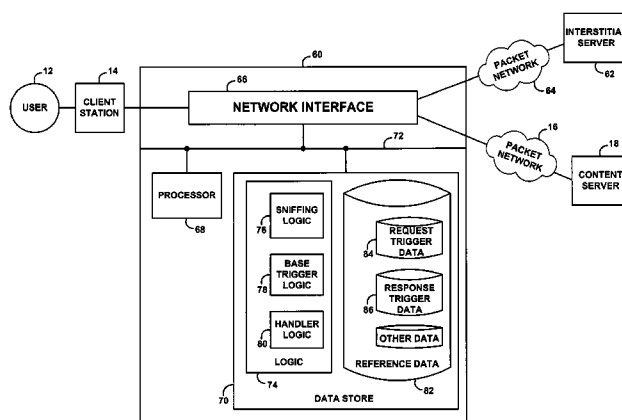 60
12
14
66
USER
CLIENT
STATION
NETWORK INTERFACE
PACKET
NETWORK
64
INTERSTITIAL
SERVER
62
72
16
PACKET
NETWORK
18
CONTENT
SERVER
PROCESSOR
68
76
SNIFFING
LOGIC
78
BASE
TRIGGER
LOGIC
80
HANDLER
LOGIC
LOGIC
74
84
REQUEST
TRIGGER
DATA
86
RESPONSE
TRIGGER
DATA
OTHER DATA
REFERENCE DATA
82
70
DATA STORE